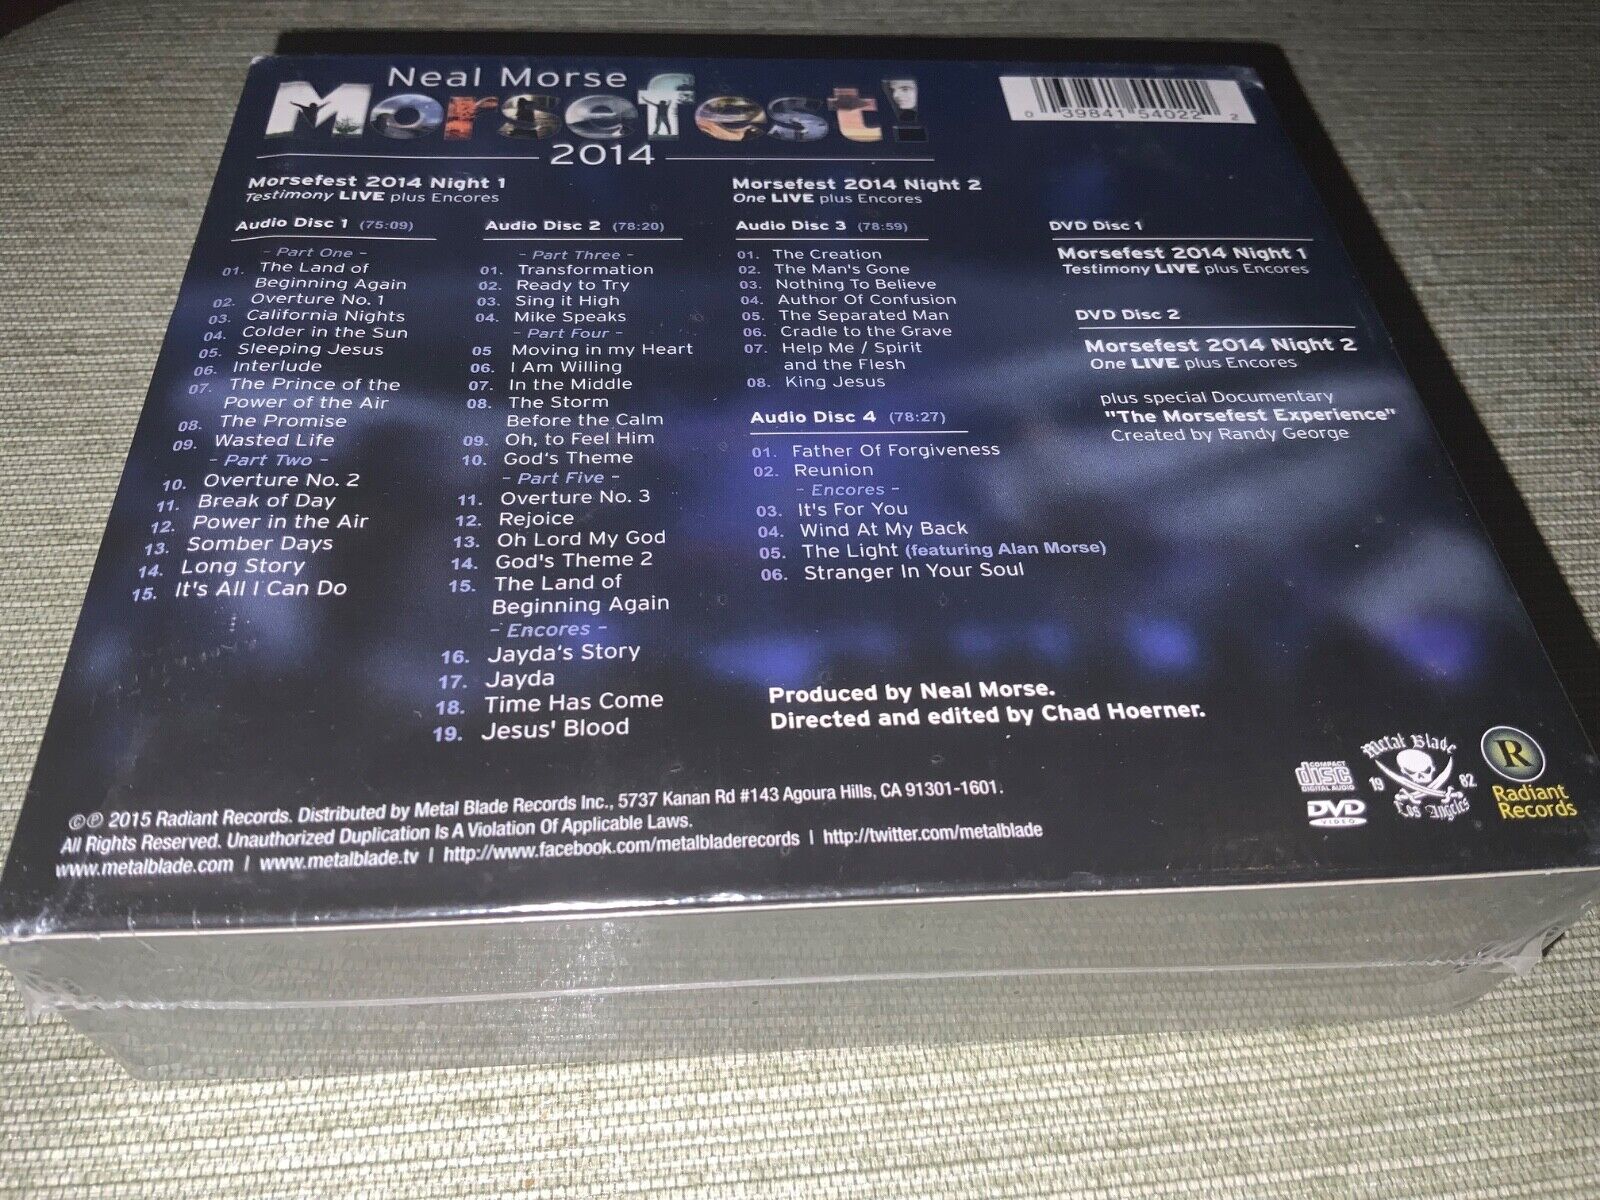 Neal Morse
Morsefest!
2014
0 39841 54022 2
Morsefest 2014 Night 1
Testimony LIVE plus Encores
Audio Disc 1 (75:09)
- Part One -
01. The Land of
Beginning Again
02. Overture No. 1
03. California Nights
04. Colder in the Sun
05. Sleeping Jesus
06. Interlude
07. The Prince of the
Power of the Air
08. The Promise
09. Wasted Life
- Part Two -
10. Overture No. 2
11. Break of Day
12. Power in the Air
13. Somber Days
14. Long Story
15. It's All I Can Do
Audio Disc 2 (78:20)
- Part Three -
01. Transformation
02. Ready to Try
03. Sing it High
04. Mike Speaks
- Part Four -
05 Moving in my Heart
06. I Am Willing
07. In the Middle
08. The Storm
Before the Calm
09. Oh, to Feel Him
10. God's Theme
- Part Five -
11. Overture No. 3
12. Rejoice
13. Oh Lord My God
14. God's Theme 2
15. The Land of
Beginning Again
- Encores -
16. Jayda's Story
17. Jayda
18. Time Has Come
19. Jesus' Blood
Morsefest 2014 Night 2
One LIVE plus Encores
Audio Disc 3 (78:59)
01. The Creation
02. The Man's Gone
03. Nothing To Believe
04. Author Of Confusion
05. The Separated Man
06. Cradle to the Grave
07. Help Me / Spirit
and the Flesh
08. King Jesus
Audio Disc 4 (78:27)
01. Father Of Forgiveness
02. Reunion
- Encores -
03. It's For You
04. Wind At My Back
05. The Light (featuring Alan Morse)
06. Stranger In Your Soul
DVD Disc 1
Morsefest 2014 Night 1
Testimony LIVE plus Encores
DVD Disc 2
Morsefest 2014 Night 2
One LIVE plus Encores
plus special Documentary
"The Morsefest Experience"
Created by Randy George
Produced by Neal Morse.
Directed and edited by Chad Hoerner.
©℗ 2015 Radiant Records. Distributed by Metal Blade Records Inc., 5737 Kanan Rd #143 Agoura Hills, CA 91301-1601.
All Rights Reserved. Unauthorized Duplication Is A Violation Of Applicable Laws.
www.metalblade.com | www.metalblade.tv | http://www.facebook.com/metalbladerecords | http://twitter.com/metalblade
COMPACT
disc
DIGITAL AUDIO
DVD
VIDEO
Metal Blade
19 82
Los Angeles
R
Radiant
Records